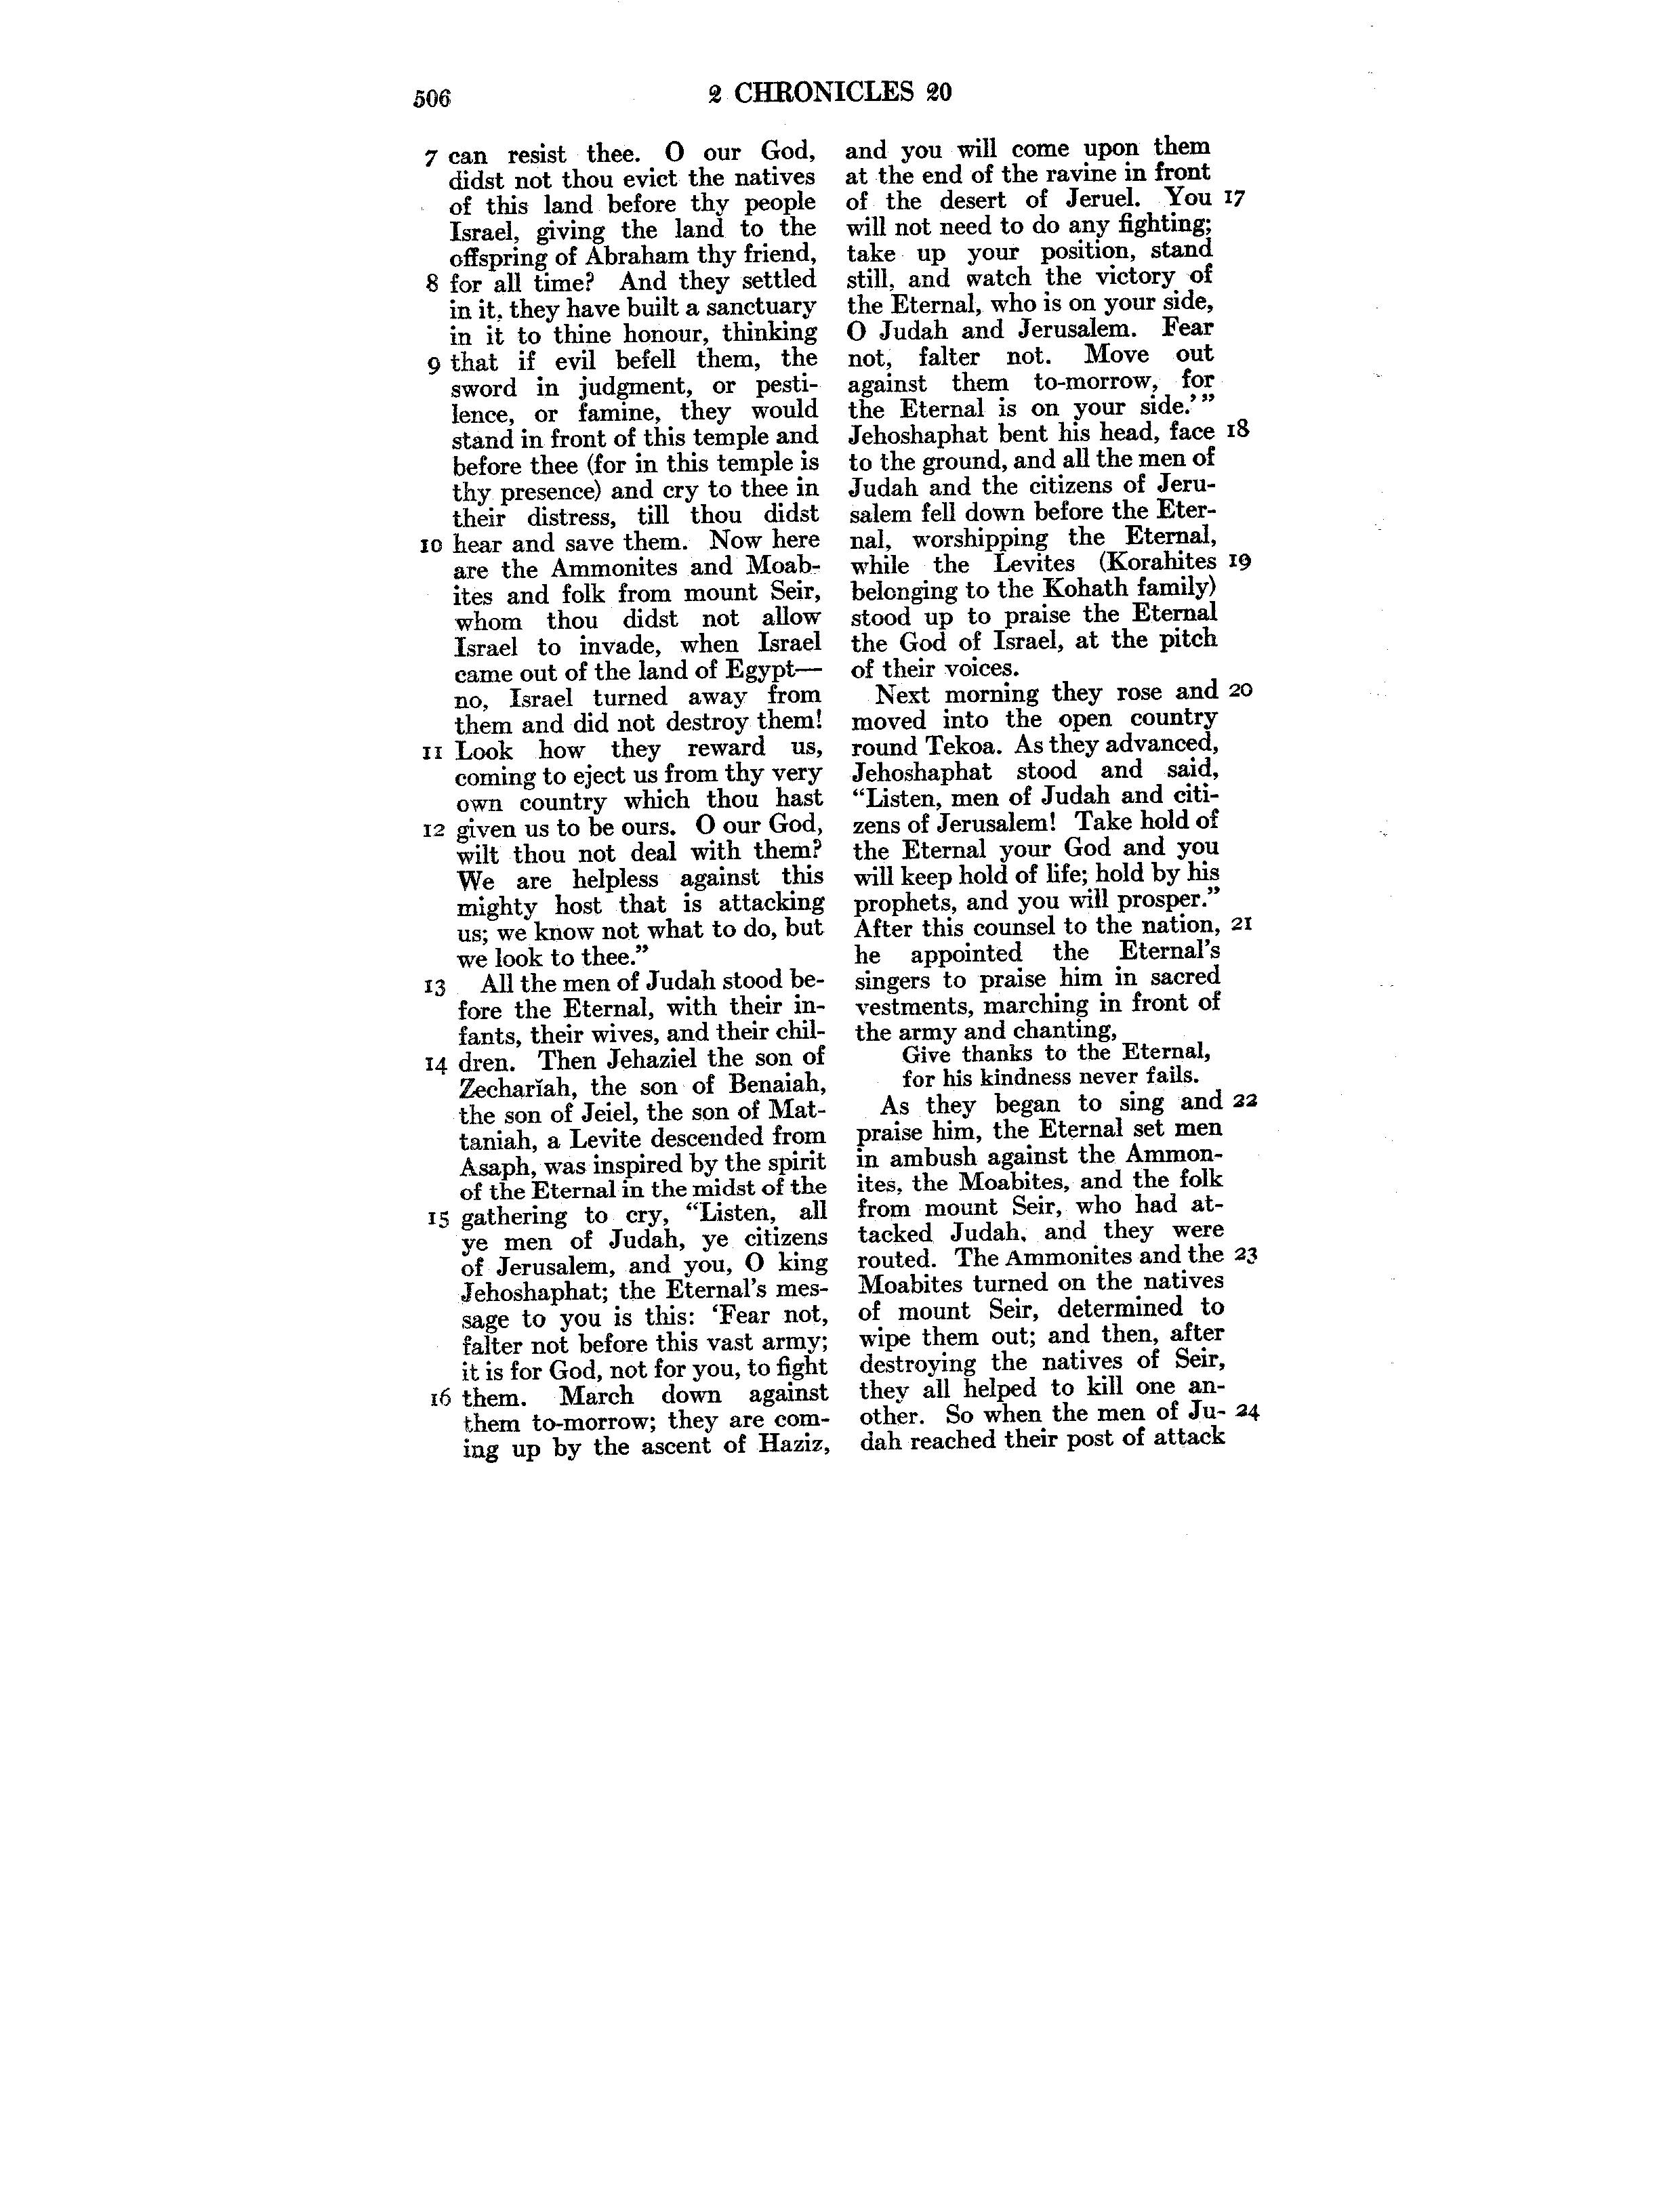 506
2 CHRONICLES 20
7 can resist thee. O our God,
didst not thou evict the natives
of this land before thy people
Israel, giving the land to the
offspring of Abraham thy friend,
8 for all time? And they settled
in it, they have built a sanctuary
in it to thine honour, thinking
9 that if evil befell them, the
sword in judgment, or pesti-
lence, or famine, they would
stand in front of this temple and
before thee (for in this temple is
thy presence) and cry to thee in
their distress, till thou didst
10 hear and save them. Now here
are the Ammonites and Moab-
ites and folk from mount Seir,
whom thou didst not allow
Israel to invade, when Israel
came out of the land of Egypt—
no, Israel turned away from
them and did not destroy them!
11 Look how they reward us,
coming to eject us from thy very
own country which thou hast
12 given us to be ours. O our God,
wilt thou not deal with them?
We are helpless against this
mighty host that is attacking
us; we know not what to do, but
we look to thee.”
13 All the men of Judah stood be-
fore the Eternal, with their in-
fants, their wives, and their chil-
14 dren. Then Jehaziel the son of
Zecharĭah, the son of Benaiah,
the son of Jeiel, the son of Mat-
taniah, a Levite descended from
Asaph, was inspired by the spirit
of the Eternal in the midst of the
15 gathering to cry, “Listen, all
ye men of Judah, ye citizens
of Jerusalem, and you, O king
Jehoshaphat; the Eternal’s mes-
sage to you is this: ‘Fear not,
falter not before this vast army;
it is for God, not for you, to fight
16 them. March down against
them to-morrow; they are com-
ing up by the ascent of Haziz,
and you will come upon them
at the end of the ravine in front
of the desert of Jeruel. You 17
will not need to do any fighting;
take up your position, stand
still, and watch the victory of
the Eternal, who is on your side,
O Judah and Jerusalem. Fear
not, falter not. Move out
against them to-morrow, for
the Eternal is on your side.’”
Jehoshaphat bent his head, face 18
to the ground, and all the men of
Judah and the citizens of Jeru-
salem fell down before the Eter-
nal, worshipping the Eternal,
while the Levites (Korahites 19
belonging to the Kohath family)
stood up to praise the Eternal
the God of Israel, at the pitch
of their voices.
Next morning they rose and 20
moved into the open country
round Tekoa. As they advanced,
Jehoshaphat stood and said,
“Listen, men of Judah and citi-
zens of Jerusalem! Take hold of
the Eternal your God and you
will keep hold of life; hold by his
prophets, and you will prosper.”
After this counsel to the nation, 21
he appointed the Eternal’s
singers to praise him in sacred
vestments, marching in front of
the army and chanting,
Give thanks to the Eternal,
for his kindness never fails.
As they began to sing and 22
praise him, the Eternal set men
in ambush against the Ammon-
ites, the Moabites, and the folk
from mount Seir, who had at-
tacked Judah, and they were
routed. The Ammonites and the 23
Moabites turned on the natives
of mount Seir, determined to
wipe them out; and then, after
destroying the natives of Seir,
they all helped to kill one an-
other. So when the men of Ju- 24
dah reached their post of attack